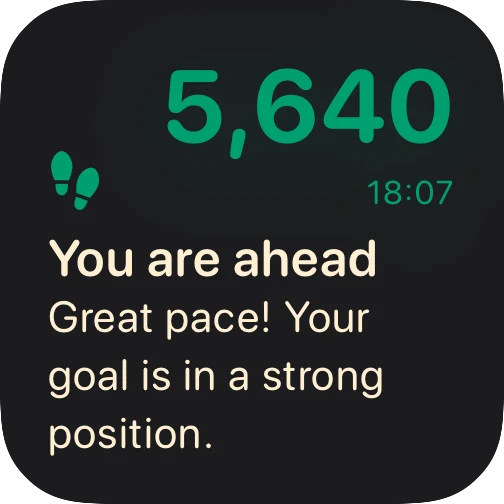 5,640
18:07
You are ahead
Great pace! Your
goal is in a strong
position.